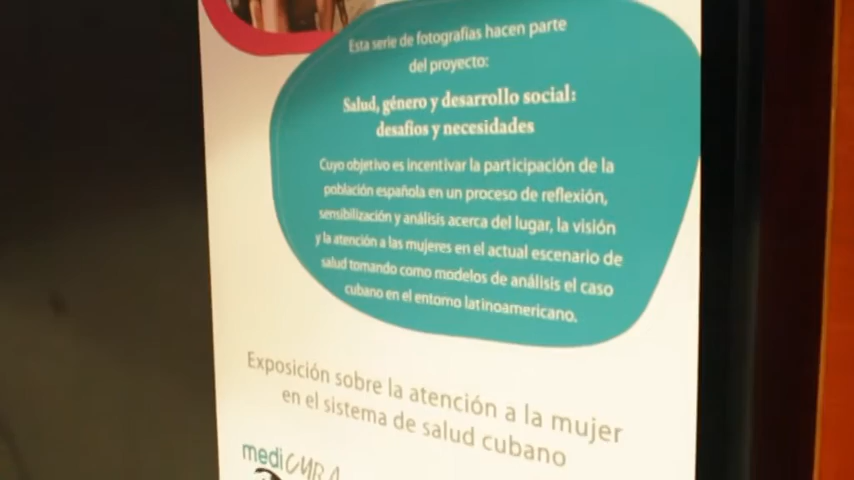 Esta serie de fotografías hacen parte
del proyecto:
Salud, género y desarrollo social:
desafíos y necesidades
Cuyo objetivo es incentivar la participación de la
población española en un proceso de reflexión,
sensibilización y análisis acerca del lugar, la visión
y la atención a las mujeres en el actual escenario de
salud tomando como modelos de análisis el caso
cubano en el entorno latinoamericano.
Exposición sobre la atención a la mujer
en el sistema de salud cubano
mediCUBA